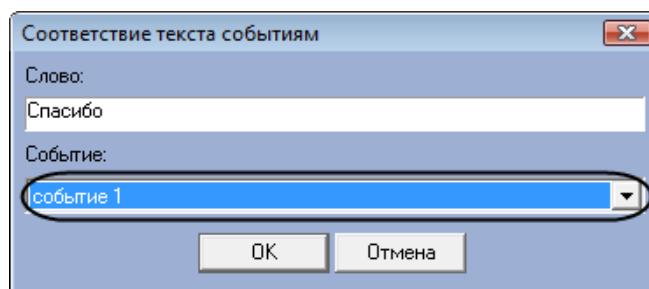 Соответствие текста событиям
Слово:
Спасибо
Событие:
событие 1
OK
Отмена